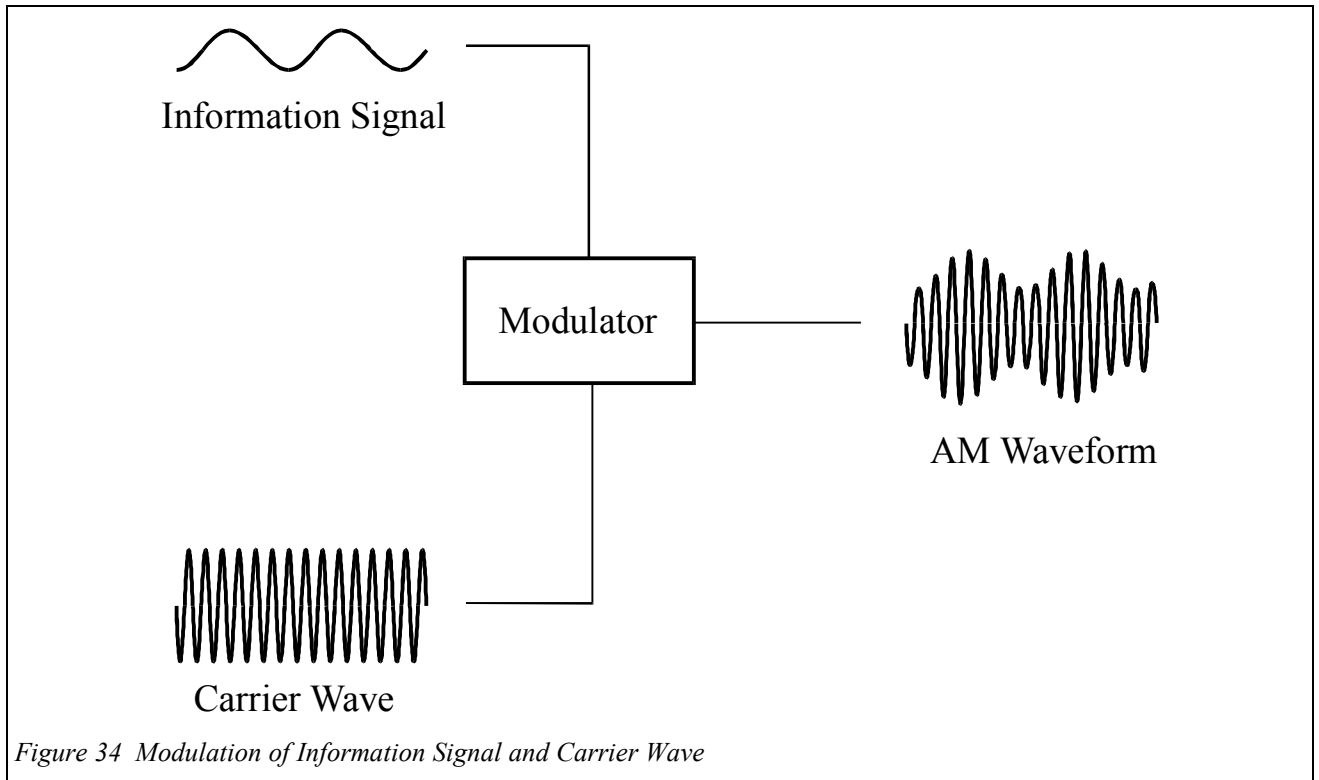 Information Signal
Modulator
AM Waveform
Carrier Wave
Figure 34 Modulation of Information Signal and Carrier Wave